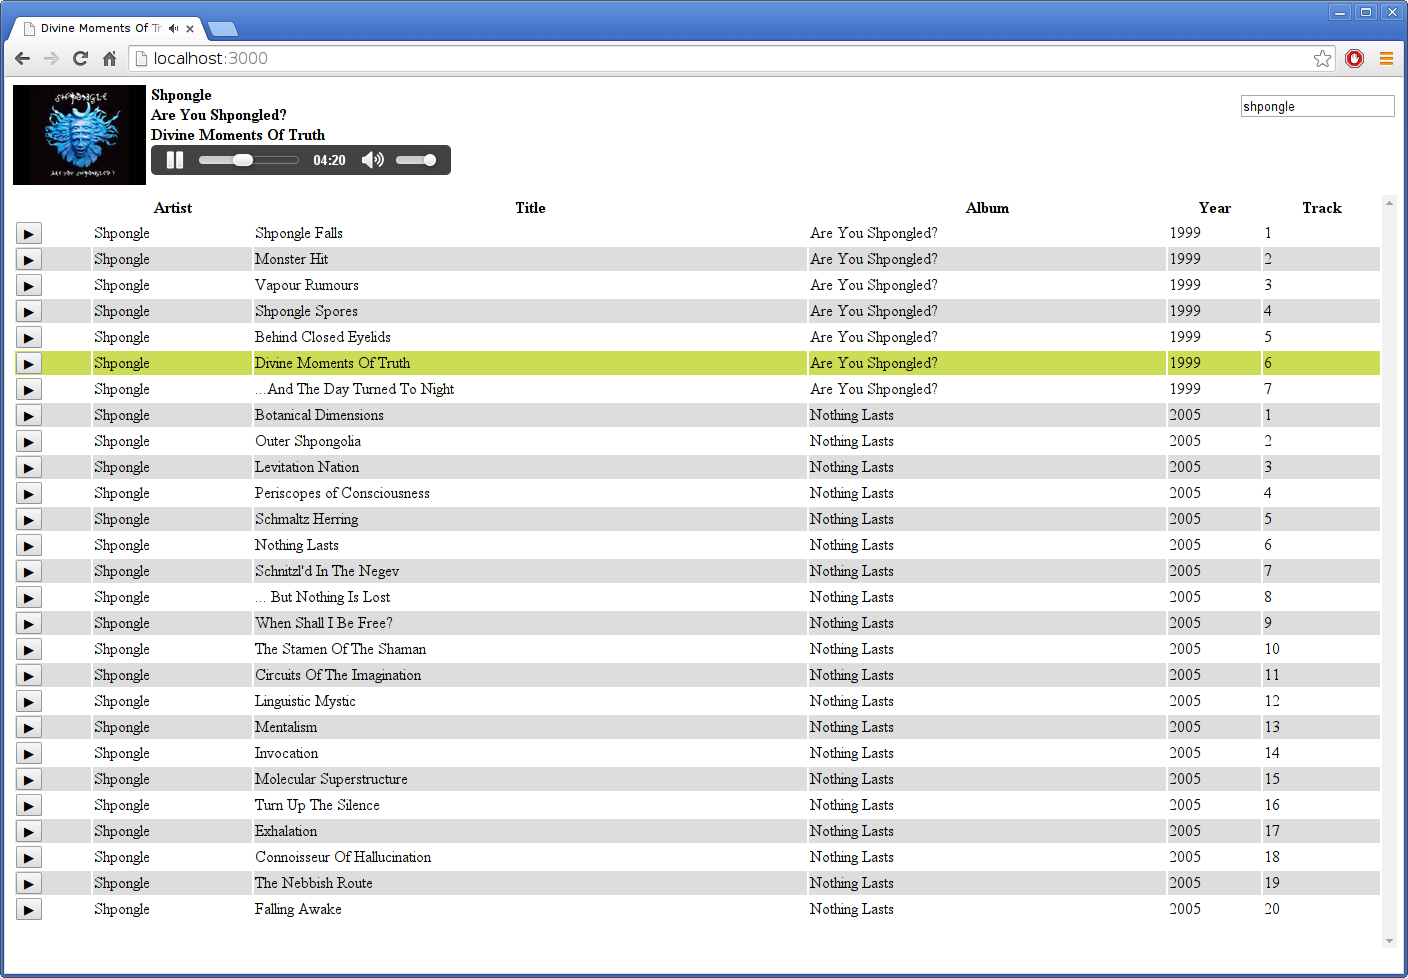 Divine Moments Of Tr
localhost:3000
SHPONGLE
ARE YOU SHPONGLED ?
Shpongle
Are You Shpongled?
Divine Moments Of Truth
04:20
shpongle
Artist Title Album Year Track
Shpongle Shpongle Falls Are You Shpongled? 1999 1
Shpongle Monster Hit Are You Shpongled? 1999 2
Shpongle Vapour Rumours Are You Shpongled? 1999 3
Shpongle Shpongle Spores Are You Shpongled? 1999 4
Shpongle Behind Closed Eyelids Are You Shpongled? 1999 5
Shpongle Divine Moments Of Truth Are You Shpongled? 1999 6
Shpongle ...And The Day Turned To Night Are You Shpongled? 1999 7
Shpongle Botanical Dimensions Nothing Lasts 2005 1
Shpongle Outer Shpongolia Nothing Lasts 2005 2
Shpongle Levitation Nation Nothing Lasts 2005 3
Shpongle Periscopes of Consciousness Nothing Lasts 2005 4
Shpongle Schmaltz Herring Nothing Lasts 2005 5
Shpongle Nothing Lasts Nothing Lasts 2005 6
Shpongle Schnitzl'd In The Negev Nothing Lasts 2005 7
Shpongle ... But Nothing Is Lost Nothing Lasts 2005 8
Shpongle When Shall I Be Free? Nothing Lasts 2005 9
Shpongle The Stamen Of The Shaman Nothing Lasts 2005 10
Shpongle Circuits Of The Imagination Nothing Lasts 2005 11
Shpongle Linguistic Mystic Nothing Lasts 2005 12
Shpongle Mentalism Nothing Lasts 2005 13
Shpongle Invocation Nothing Lasts 2005 14
Shpongle Molecular Superstructure Nothing Lasts 2005 15
Shpongle Turn Up The Silence Nothing Lasts 2005 16
Shpongle Exhalation Nothing Lasts 2005 17
Shpongle Connoisseur Of Hallucination Nothing Lasts 2005 18
Shpongle The Nebbish Route Nothing Lasts 2005 19
Shpongle Falling Awake Nothing Lasts 2005 20